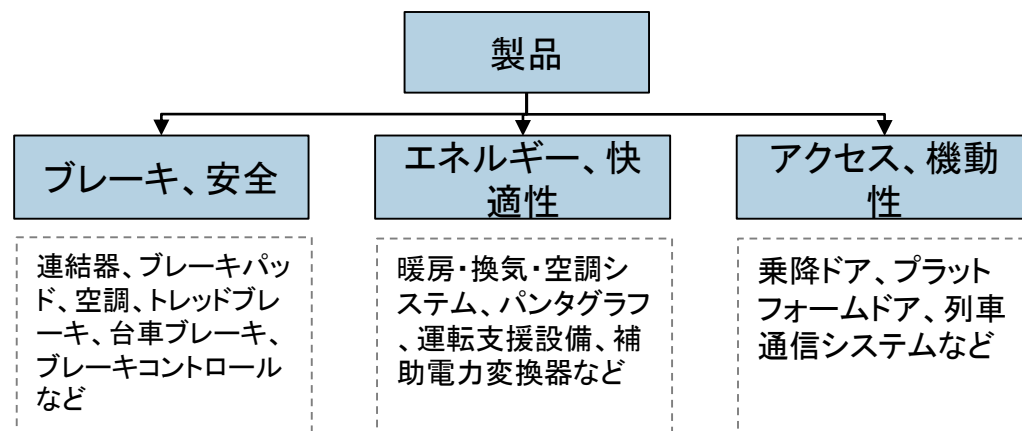 製品
ブレーキ、安全
エネルギー、快
適性
アクセス、機動
性
連結器、ブレーキパッ
ド、空調、トレッドブレ
ーキ、台車ブレーキ、
ブレーキコントロール
など
暖房・換気・空調シ
ステム、パンタグラフ
、運転支援設備、補
助電力変換器など
乗降ドア、プラット
フォームドア、列車
通信システムなど